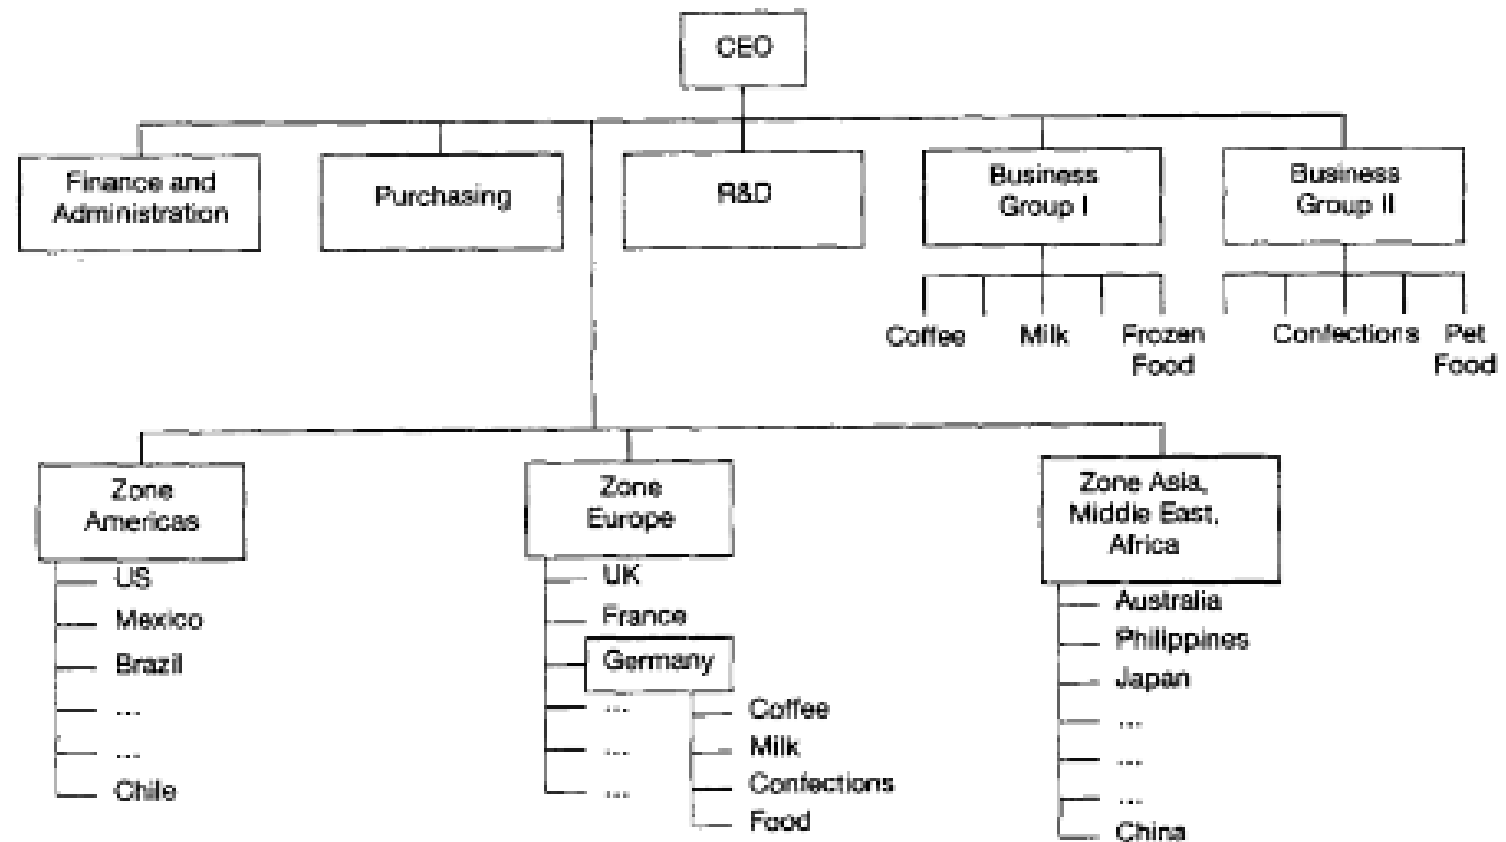 CEO
Finance and
Administration
Purchasing
R&D
Business
Group I
Business
Group II
Coffee
Milk
Frozen
Food
Confections
Pet
Food
Zone
Americas
US
Mexico
Brazil
...
...
Chile
Zone
Europe
UK
France
Germany
...
...
...
Coffee
Milk
Confections
Food
Zone Asia,
Middle East,
Africa
Australia
Philippines
Japan
...
...
...
China